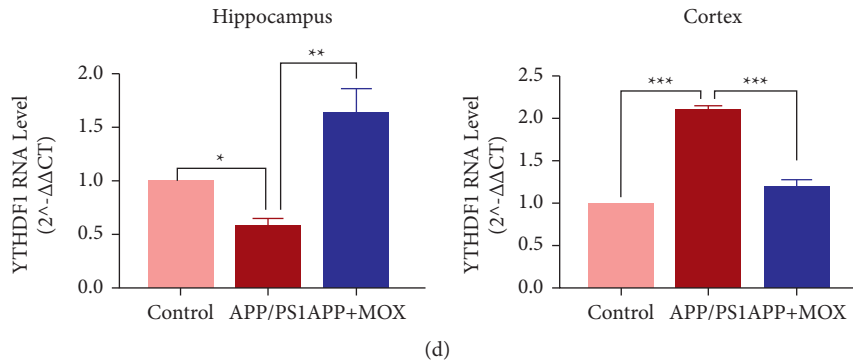 Hippocampus
YTHDF1 RNA Level
(2^-ΔΔCT)
2.0
1.5
1.0
0.5
0.0
*
**
Control APP/PS1APP+MOX
Cortex
YTHDF1 RNA Level
(2^-ΔΔCT)
2.5
2.0
1.5
1.0
0.5
0.0
***
***
Control APP/PS1APP+MOX
(d)